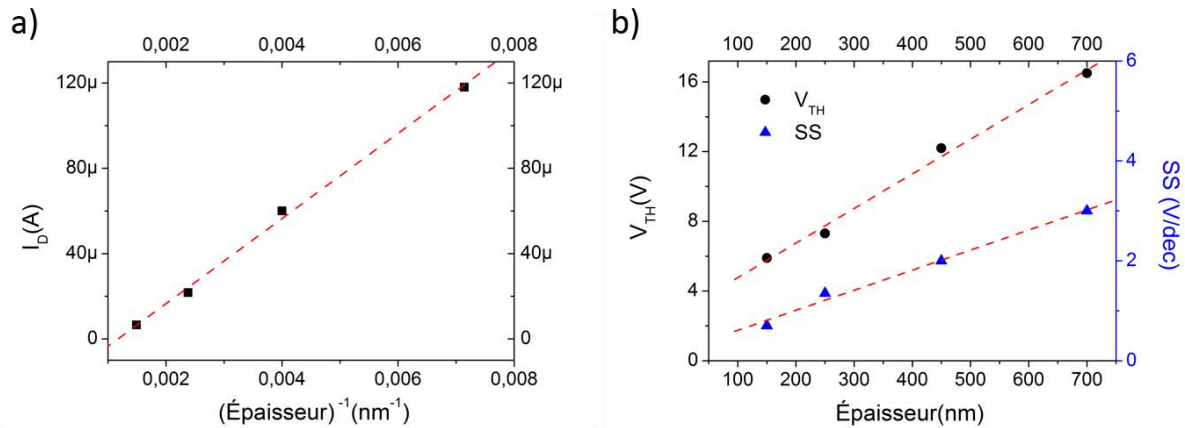 a)
0,002 0,004 0,006 0,008
120µ 120µ
80µ 80µ
40µ 40µ
0 0
I_D(A)
0,002 0,004 0,006 0,008
(Épaisseur)⁻¹(nm⁻¹)
b)
100 200 300 400 500 600 700
16 6
12
8 4
4 2
0 0
V_TH
SS
V_TH(V)
SS (V/dec)
100 200 300 400 500 600 700
Épaisseur(nm)